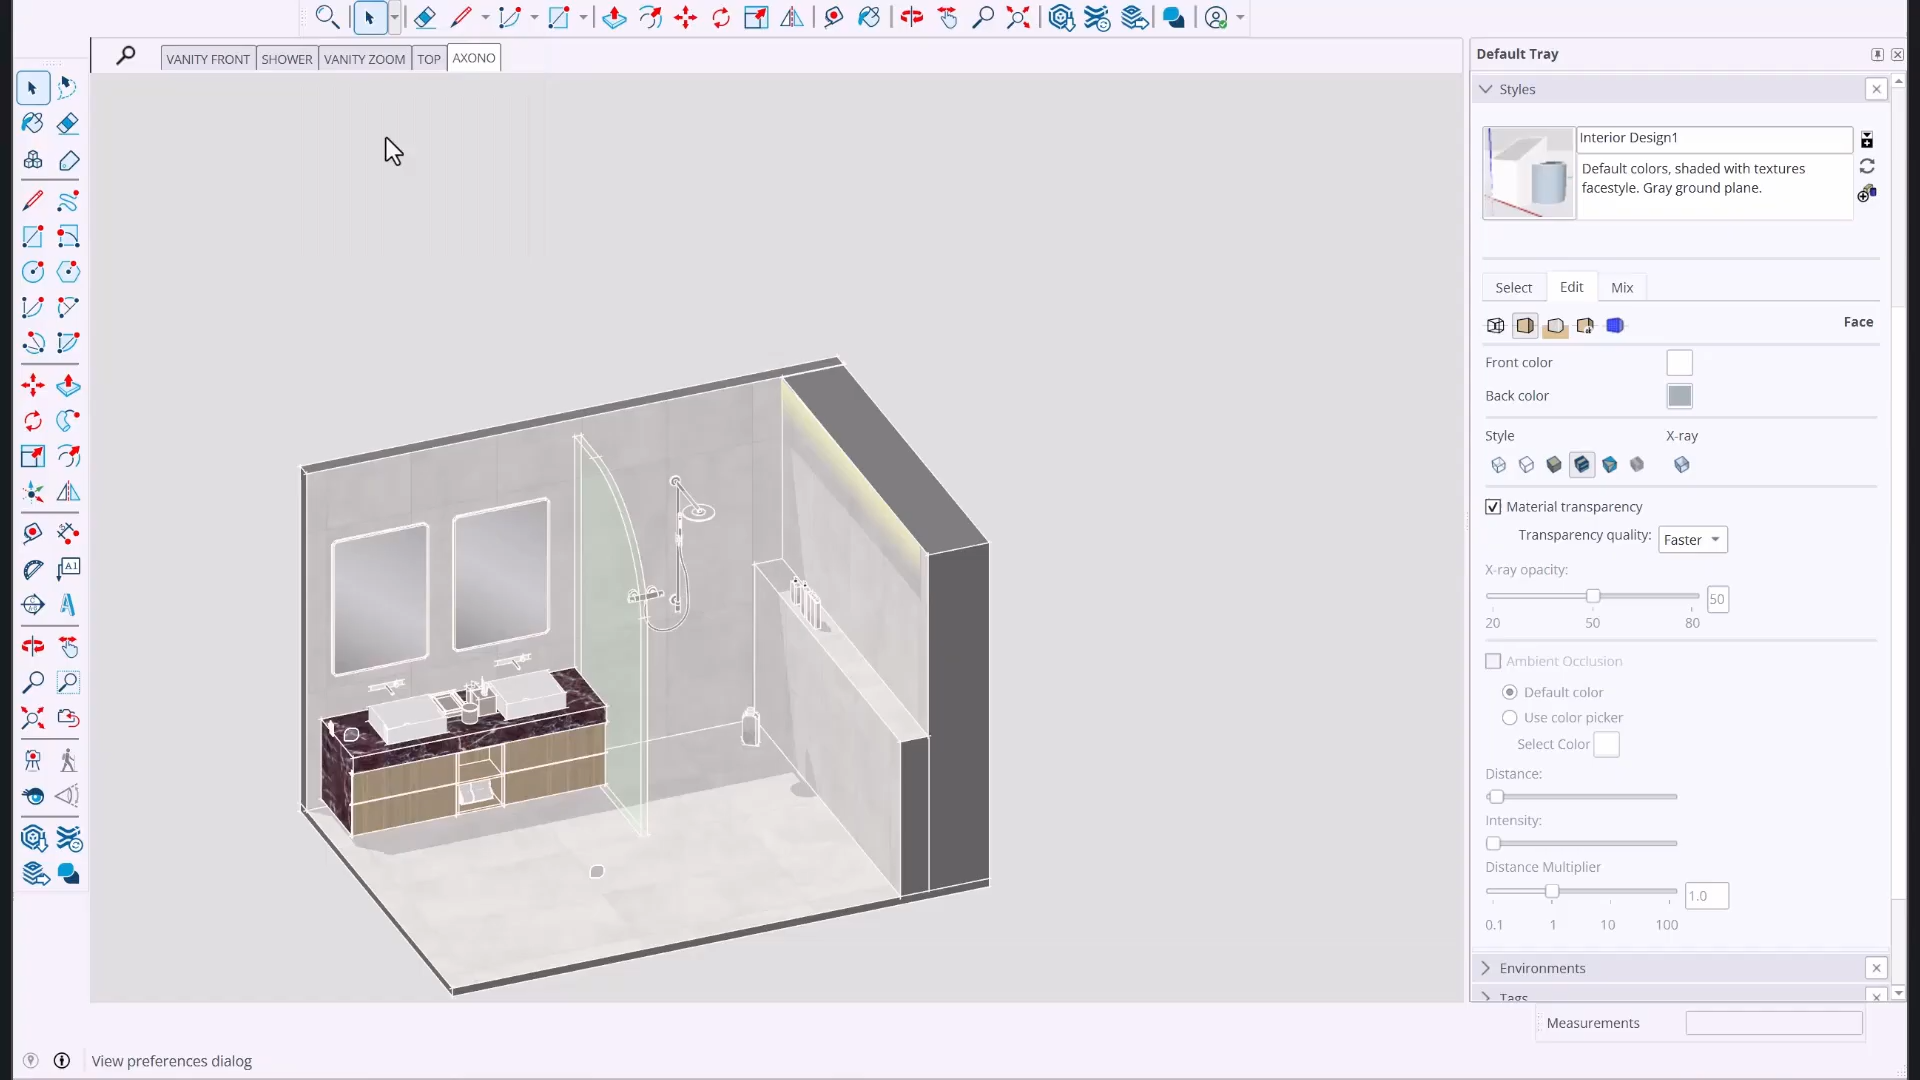 VANITY FRONT
SHOWER
VANITY ZOOM
TOP
AXONO
Default Tray
Styles
Interior Design1
Default colors, shaded with textures
facestyle. Gray ground plane.
Select
Edit
Mix
Face
Front color
Back color
Style
X-ray
Material transparency
Transparency quality:
Faster
X-ray opacity:
50
20
50
80
Ambient Occlusion
Default color
Use color picker
Select Color
Distance:
Intensity:
Distance Multiplier
1.0
0.1
1
10
100
Environments
Tags
Measurements
View preferences dialog